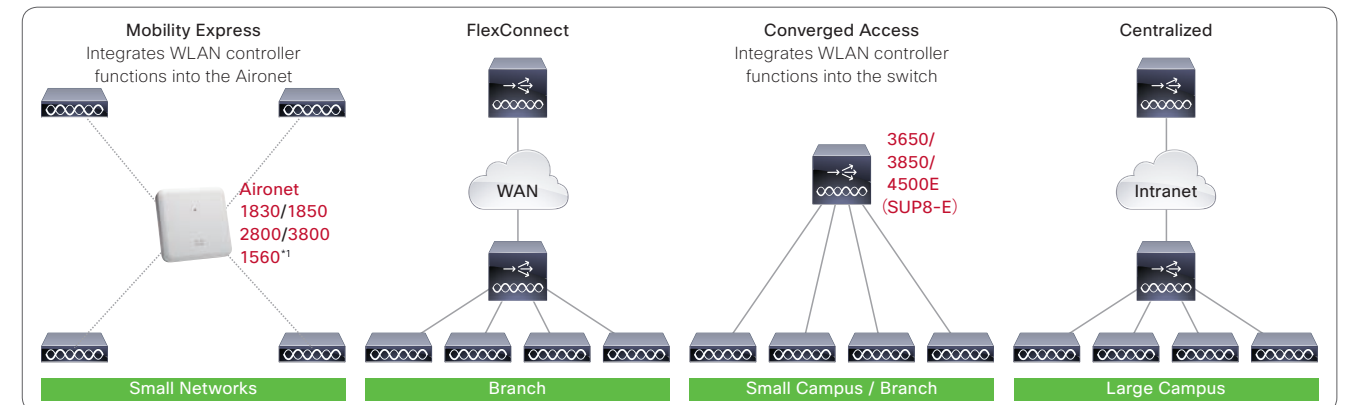 Mobility Express
Integrates WLAN controller
functions into the Aironet
Aironet
1830/1850
2800/3800
1560*1
Small Networks
FlexConnect
WAN
Branch
Converged Access
Integrates WLAN controller
functions into the switch
3650/
3850/
4500E
(SUP8-E)
Small Campus / Branch
Centralized
Intranet
Large Campus